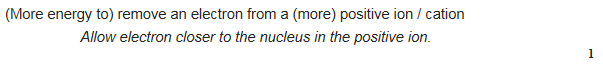 (More energy to) remove an electron from a (more) positive ion / cation
Allow electron closer to the nucleus in the positive ion.
1